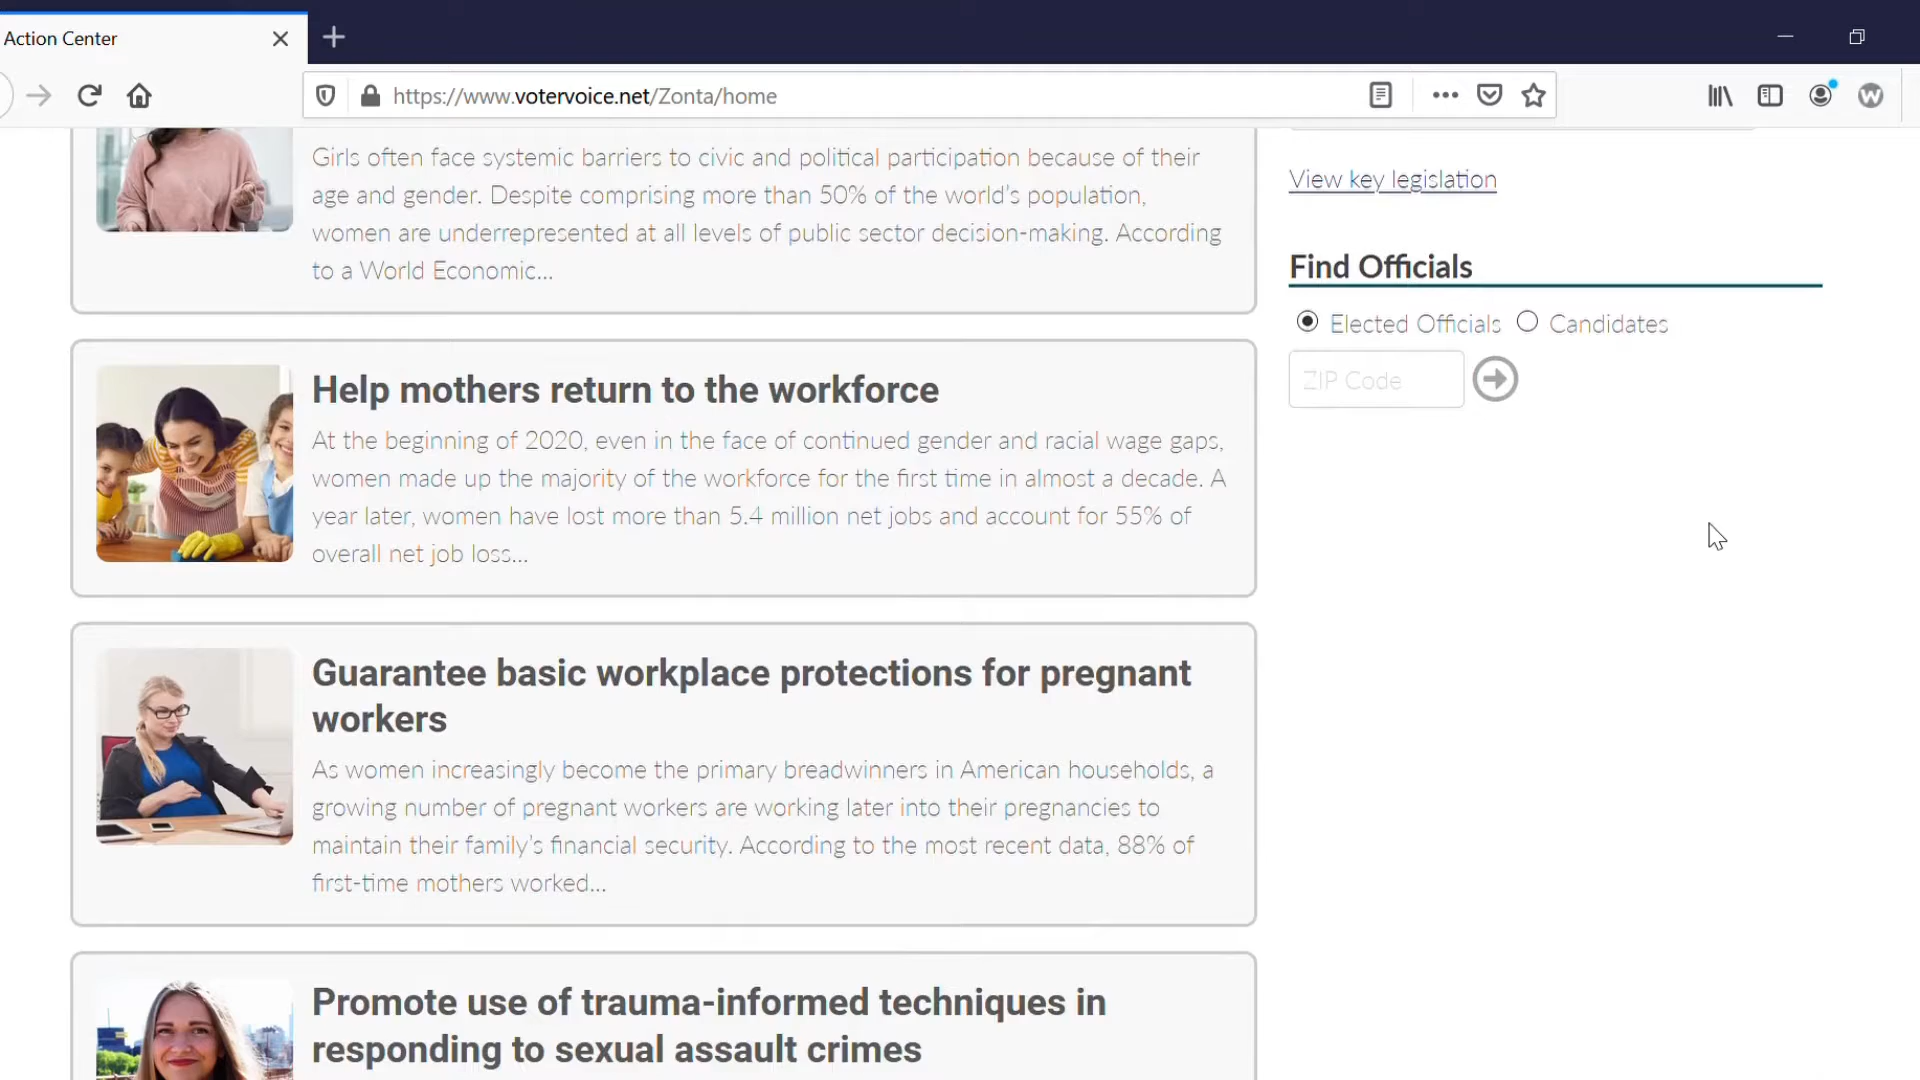 Action Center
https://www.votervoice.net/Zonta/home
Girls often face systemic barriers to civic and political participation because of their
age and gender. Despite comprising more than 50% of the world’s population,
women are underrepresented at all levels of public sector decision-making. According
to a World Economic...
Help mothers return to the workforce
At the beginning of 2020, even in the face of continued gender and racial wage gaps,
women made up the majority of the workforce for the first time in almost a decade. A
year later, women have lost more than 5.4 million net jobs and account for 55% of
overall net job loss...
Guarantee basic workplace protections for pregnant
workers
As women increasingly become the primary breadwinners in American households, a
growing number of pregnant workers are working later into their pregnancies to
maintain their family’s financial security. According to the most recent data, 88% of
first-time mothers worked...
Promote use of trauma-informed techniques in
responding to sexual assault crimes
View key legislation
Find Officials
Elected Officials Candidates
ZIP Code
W